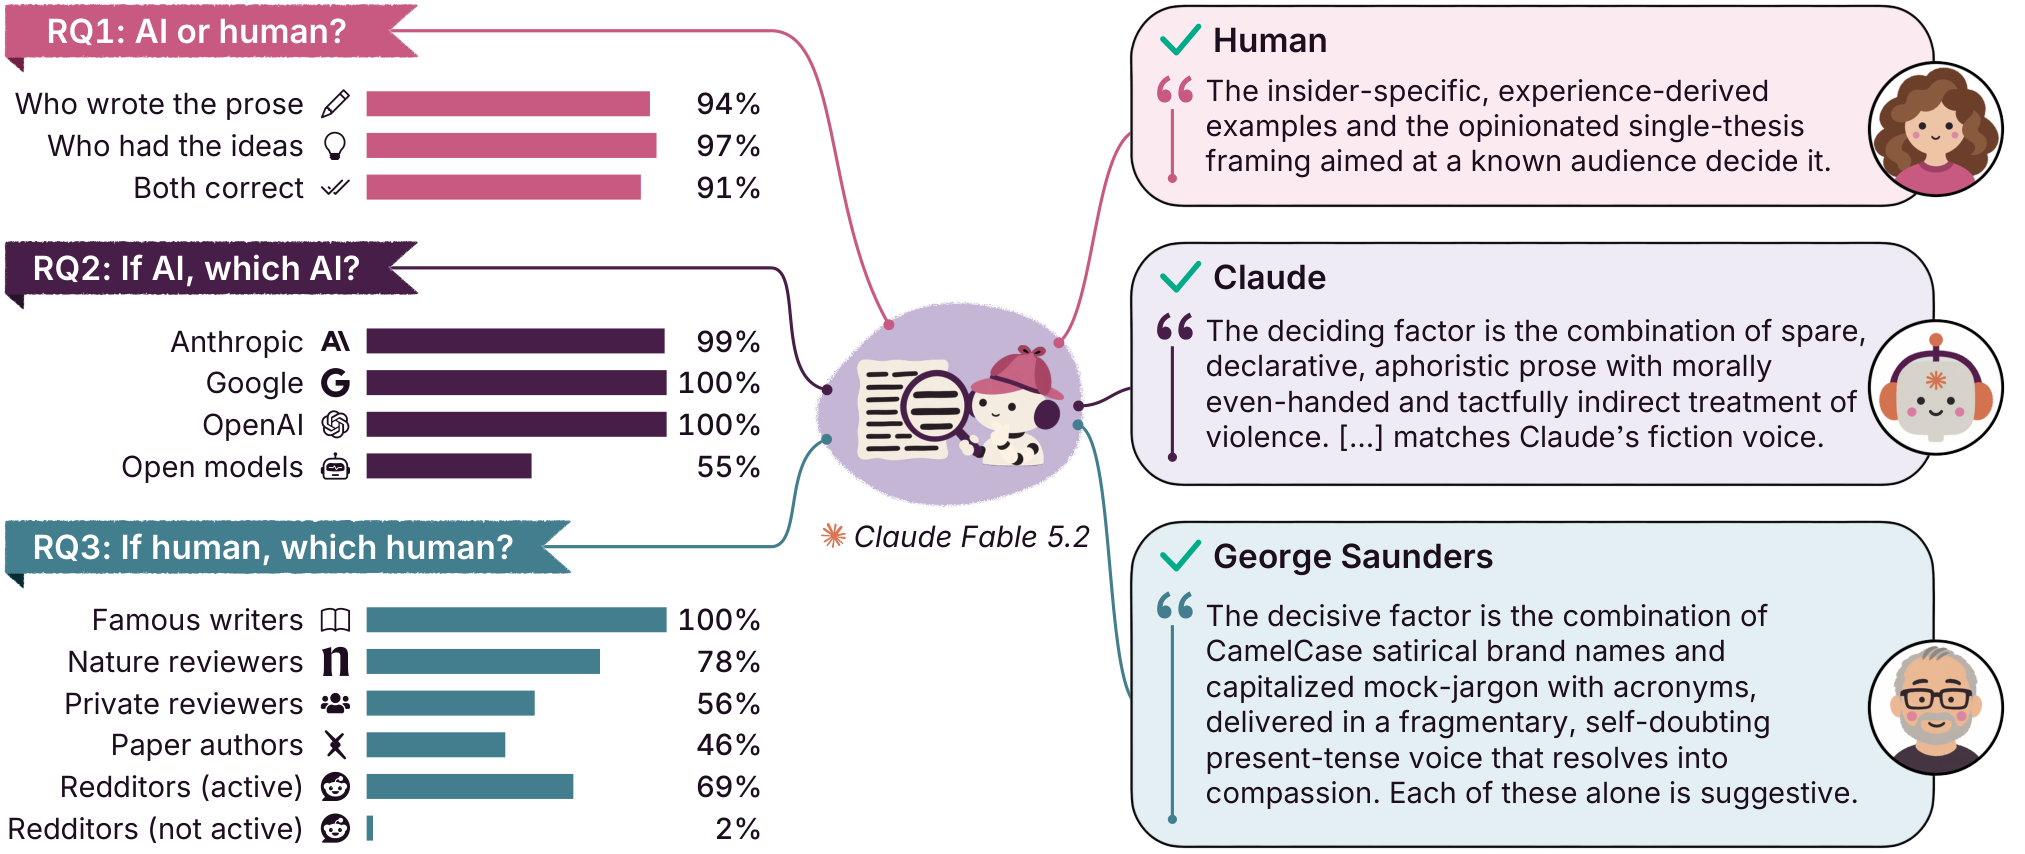 RQ1: AI or human?
Who wrote the prose 94%
Who had the ideas 97%
Both correct 91%
RQ2: If AI, which AI?
Anthropic 99%
Google 100%
OpenAI 100%
Open models 55%
RQ3: If human, which human?
Famous writers 100%
Nature reviewers 78%
Private reviewers 56%
Paper authors 46%
Redditors (active) 69%
Redditors (not active) 2%
Claude Fable 5.2
Human
“ The insider-specific, experience-derived
examples and the opinionated single-thesis
framing aimed at a known audience decide it.
Claude
“ The deciding factor is the combination of spare,
declarative, aphoristic prose with morally
even-handed and tactfully indirect treatment of
violence. [...] matches Claude's fiction voice.
George Saunders
“ The decisive factor is the combination of
CamelCase satirical brand names and
capitalized mock-jargon with acronyms,
delivered in a fragmentary, self-doubting
present-tense voice that resolves into
compassion. Each of these alone is suggestive.